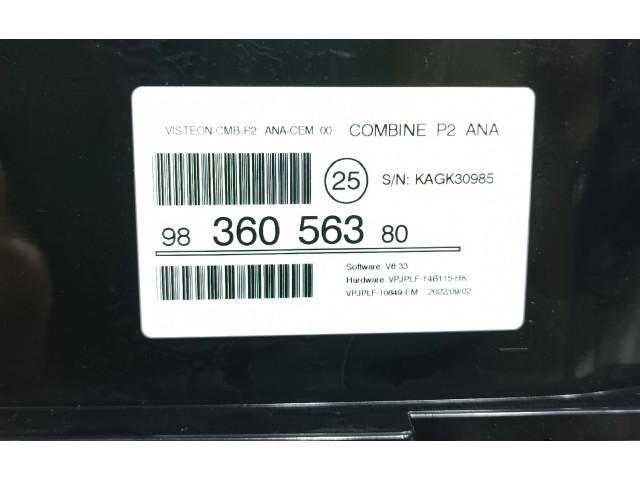 VISTEON-CMB-P2 ANA-CEM 00 COMBINE P2 ANA
25 S/N: KAGK30985
98 360 563 80
Software V6.33
Hardware VPJPLF-14B115-HK
VPJPLF-10849-EM 2022/09/02